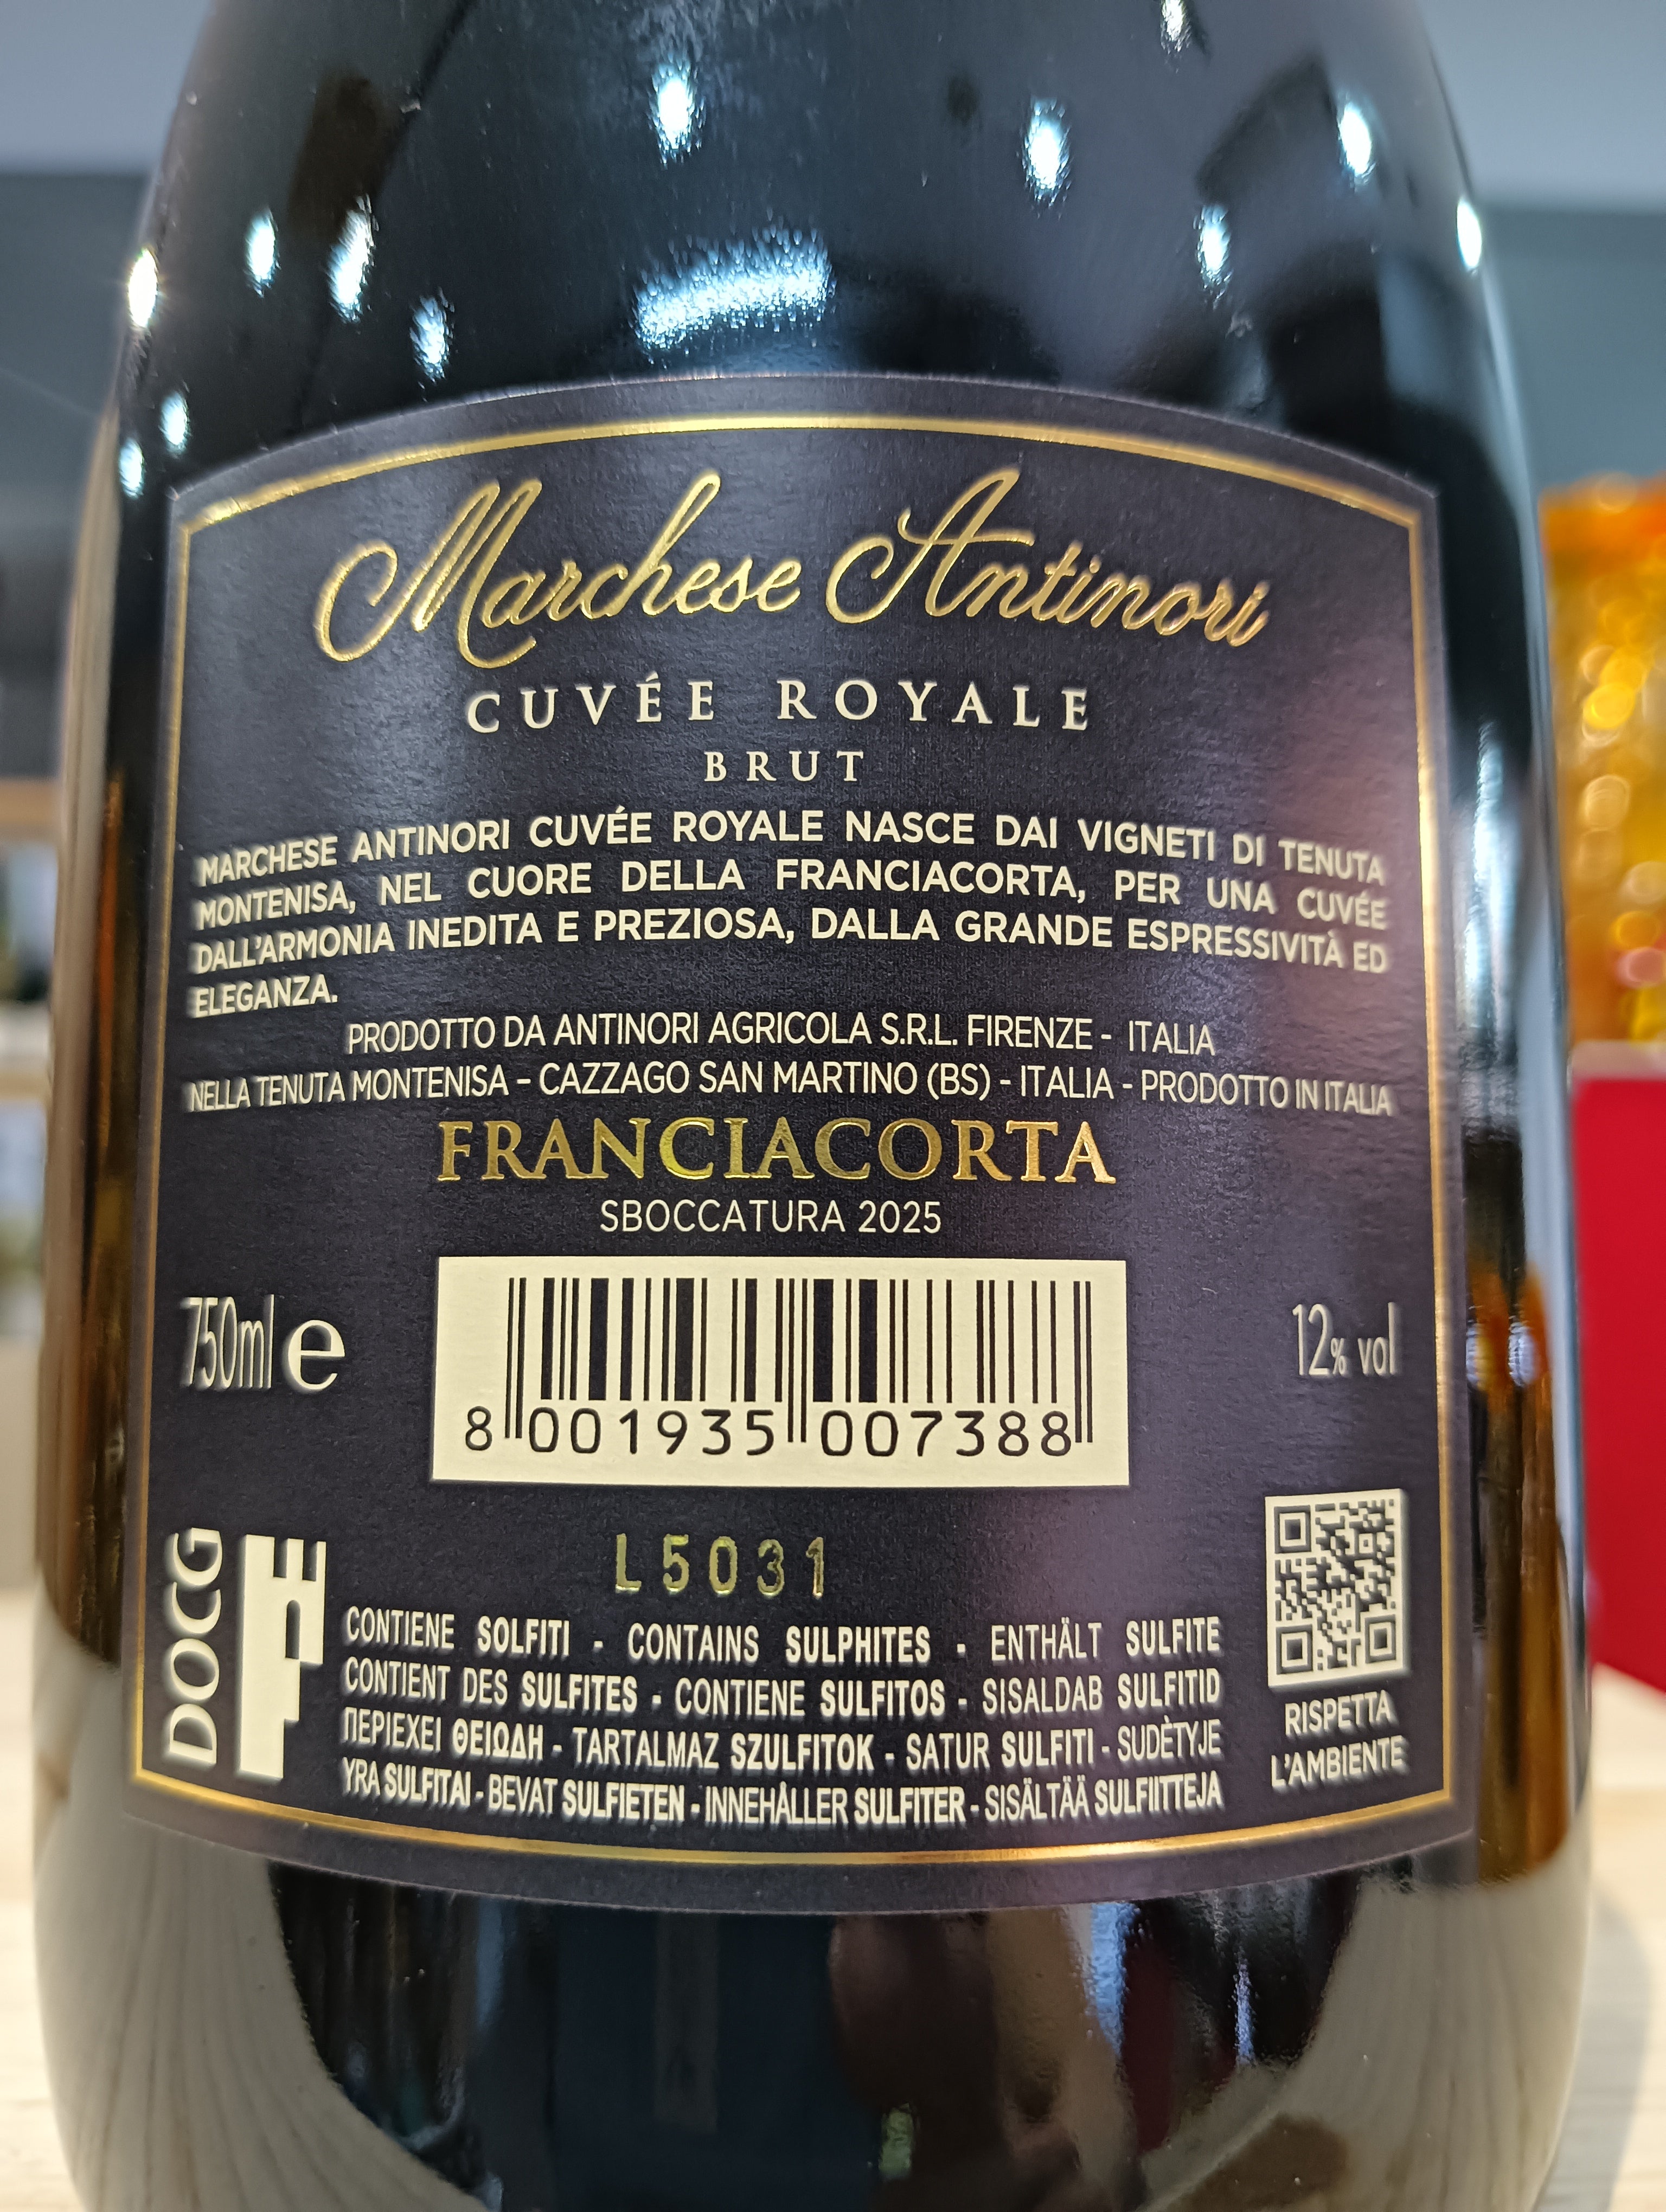 Marchese Antinori
CUVÉE ROYALE
BRUT
MARCHESE ANTINORI CUVÉE ROYALE NASCE DAI VIGNETI DI TENUTA
MONTENISA, NEL CUORE DELLA FRANCIACORTA, PER UNA CUVÉE
DALL'ARMONIA INEDITA E PREZIOSA, DALLA GRANDE ESPRESSIVITÀ ED
ELEGANZA.
PRODOTTO DA ANTINORI AGRICOLA S.R.L. FIRENZE - ITALIA
NELLA TENUTA MONTENISA – CAZZAGO SAN MARTINO (BS) - ITALIA - PRODOTTO IN ITALIA
FRANCIACORTA
SBOCCATURA 2025
750ml e
12% vol
8 001935 007388
L5031
DOCG
CONTIENE SOLFITI - CONTAINS SULPHITES - ENTHÄLT SULFITE
CONTIENT DES SULFITES - CONTIENE SULFITOS - SISALDAB SULFITID
ΠΕΡΙΕΧΕΙ ΘΕΙΩΔΗ - TARTALMAZ SZULFITOK - SATUR SULFITI - SUDĖTYJE
YRA SULFITAI - BEVAT SULFIETEN - INNEHÅLLER SULFITER - SISÄLTÄÄ SULFIITTEJA
RISPETTA
L'AMBIENTE